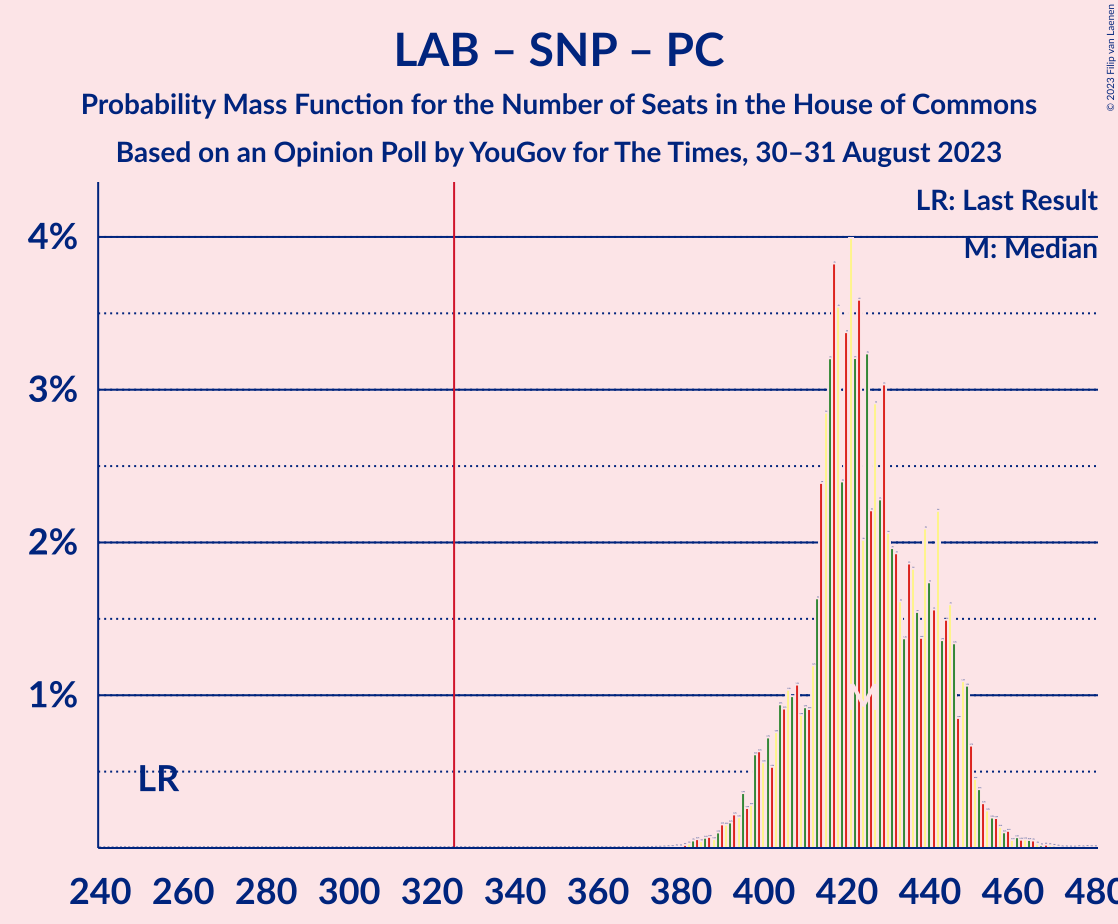 LAB – SNP – PC
Probability Mass Function for the Number of Seats in the House of Commons
Based on an Opinion Poll by YouGov for The Times, 30–31 August 2023
© 2023 Filip van Laenen
LR: Last Result
M: Median
4%
3%
2%
1%
LR
M
240 260 280 300 320 340 360 380 400 420 440 460 480